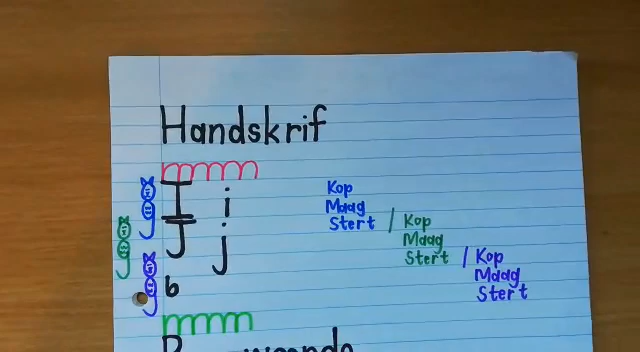 Handskrif
I i
Kop
Maag
Stert / Kop
J j
Maag
Stert / Kop
b
Maag
Stert